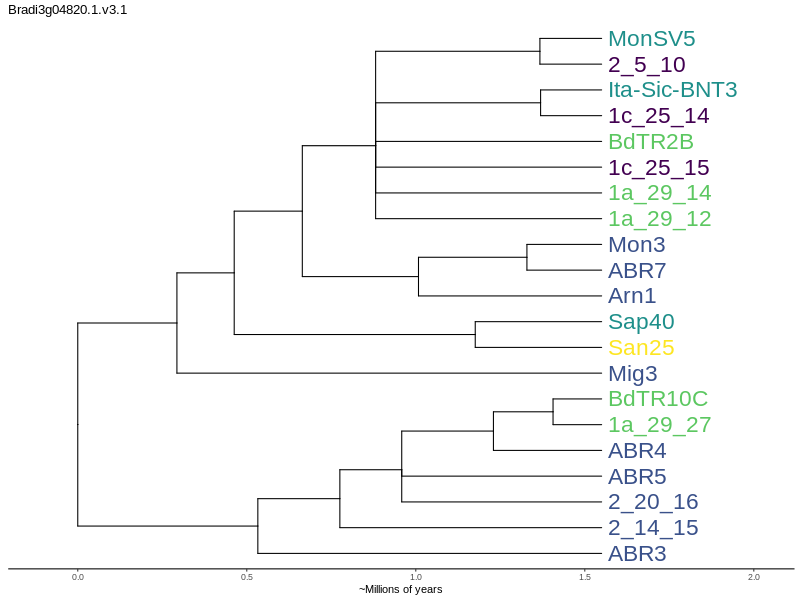 Bradi3g04820.1.v3.1
MonSV5
2_5_10
Ita-Sic-BNT3
1c_25_14
BdTR2B
1c_25_15
1a_29_14
1a_29_12
Mon3
ABR7
Arn1
Sap40
San25
Mig3
BdTR10C
1a_29_27
ABR4
ABR5
2_20_16
2_14_15
ABR3
0.0 0.5 1.0 1.5 2.0
~Millions of years